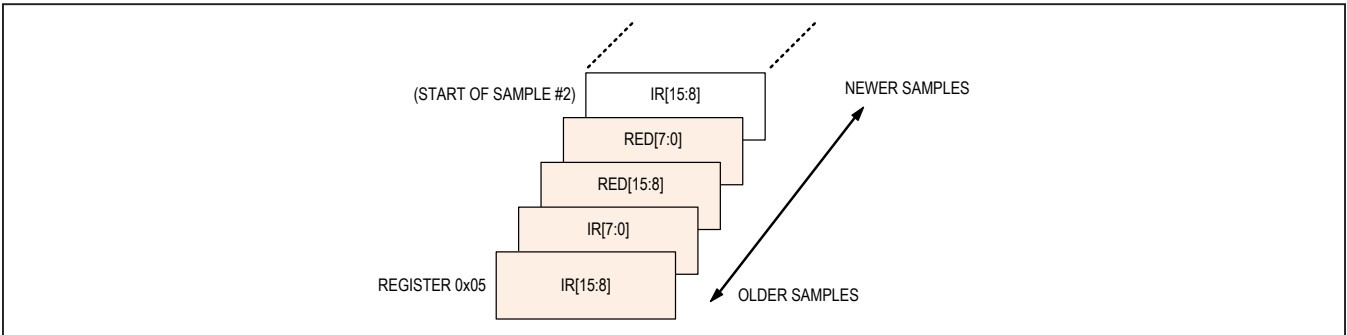 (START OF SAMPLE #2)
IR[15:8]
NEWER SAMPLES
RED[7:0]
RED[15:8]
IR[7:0]
REGISTER 0x05
IR[15:8]
OLDER SAMPLES